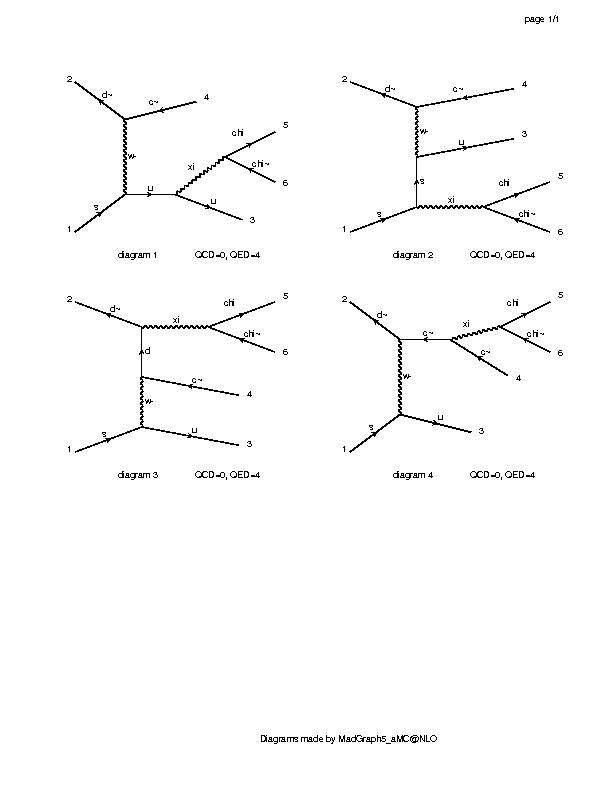 page 1/1
2 d~ c~ 4
w-
chi 5
xi chi~
6
s u u
1 3
diagram 1 QCD=0, QED=4
2 d~ c~ 4
w-
u 3
s
chi 5
s xi chi~
1 6
diagram 2 QCD=0, QED=4
2 d~ xi chi 5
chi~
6
d
c~ 4
w-
s u
1 3
diagram 3 QCD=0, QED=4
2 d~ c~ xi chi 5
chi~
6
c~
4
w-
s u
1 3
diagram 4 QCD=0, QED=4
Diagrams made by MadGraph5_aMC@NLO